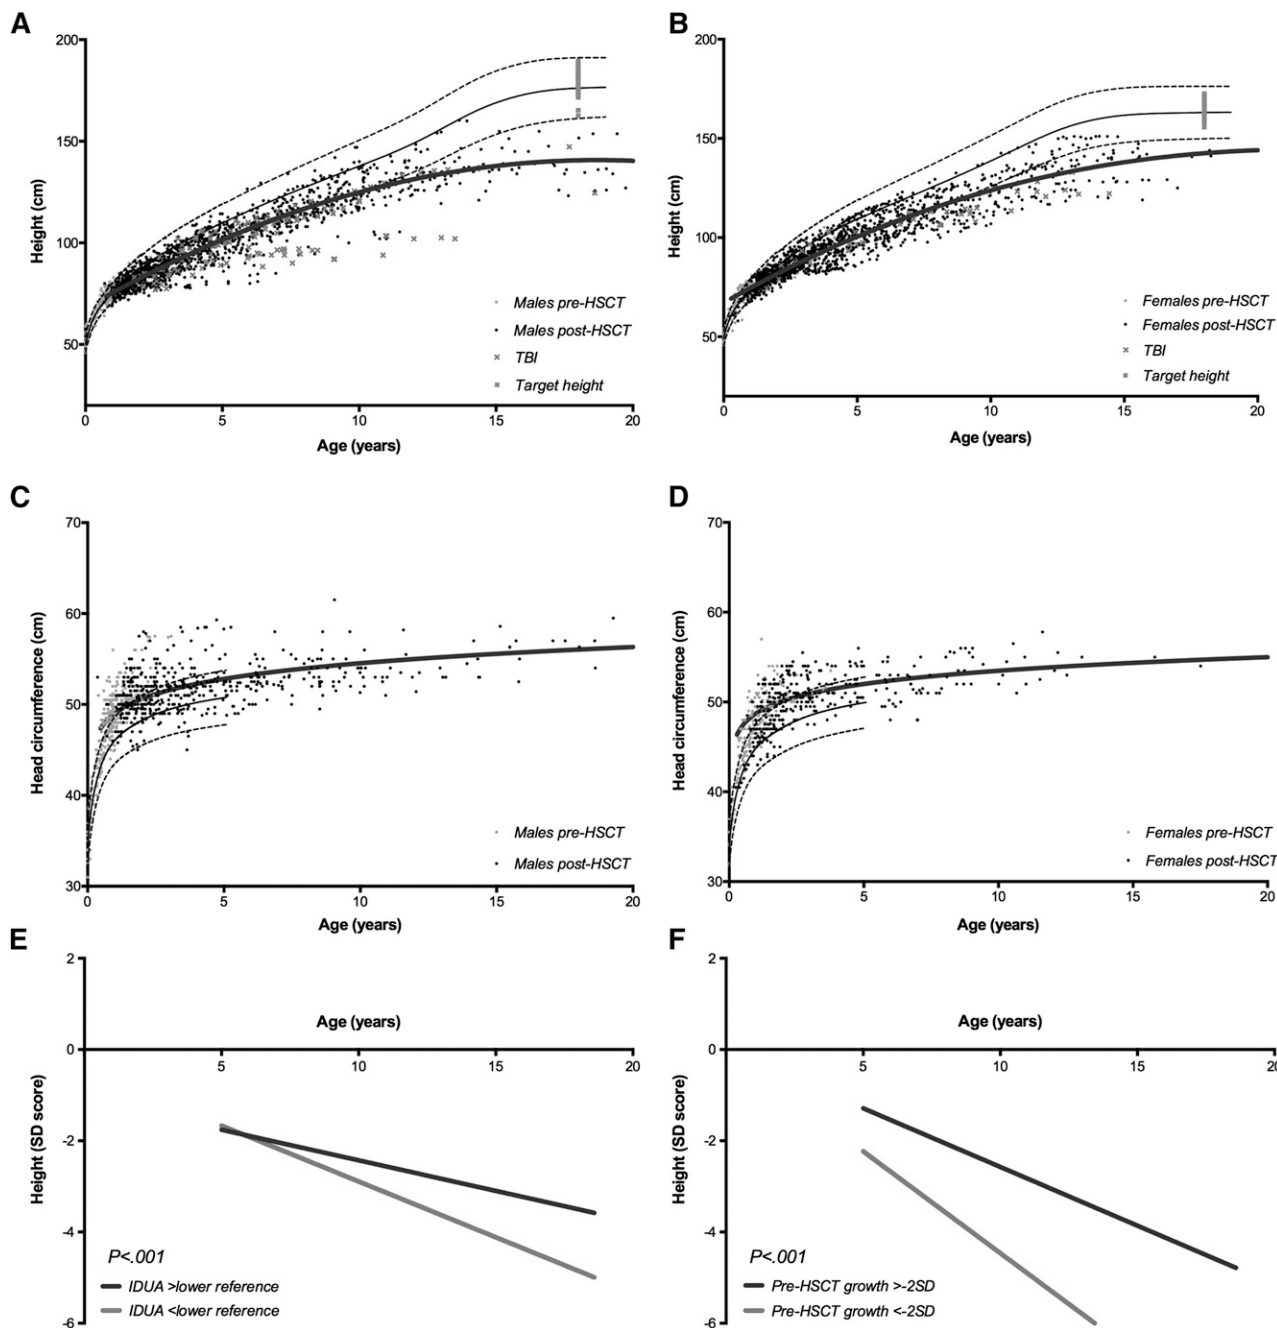 A
200
150
100
50
Height (cm)
0
5
10
15
20
Age (years)
Males pre-HSCT
Males post-HSCT
TBI
Target height
B
200
150
100
50
Height (cm)
0
5
10
15
20
Age (years)
Females pre-HSCT
Females post-HSCT
TBI
Target height
C
70
60
50
40
30
Head circumference (cm)
0
5
10
15
20
Age (years)
Males pre-HSCT
Males post-HSCT
D
70
60
50
40
30
Head circumference (cm)
0
5
10
15
20
Age (years)
Females pre-HSCT
Females post-HSCT
E
2
0
-2
-4
-6
Height (SD score)
Age (years)
5
10
15
20
P<.001
IDUA >lower reference
IDUA <lower reference
F
2
0
-2
-4
-6
Height (SD score)
Age (years)
5
10
15
20
P<.001
Pre-HSCT growth >-2SD
Pre-HSCT growth <-2SD